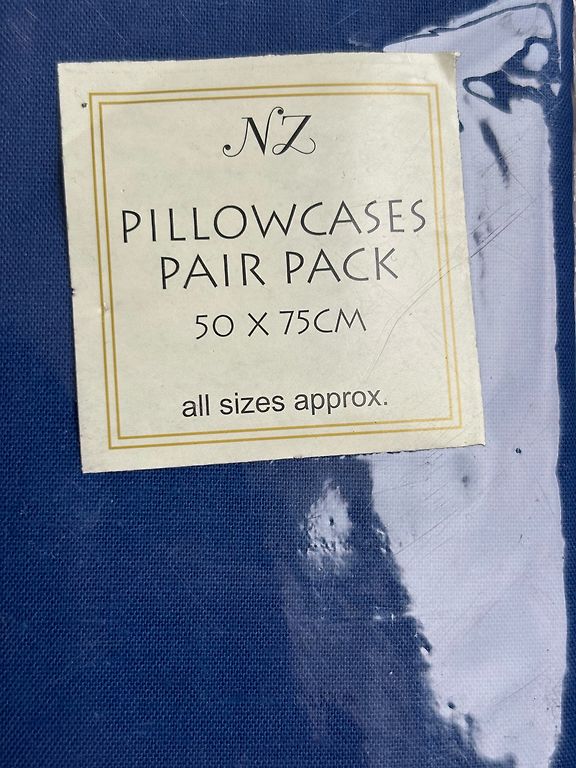 NZ
PILLOWCASES
PAIR PACK
50 X 75CM
all sizes approx.